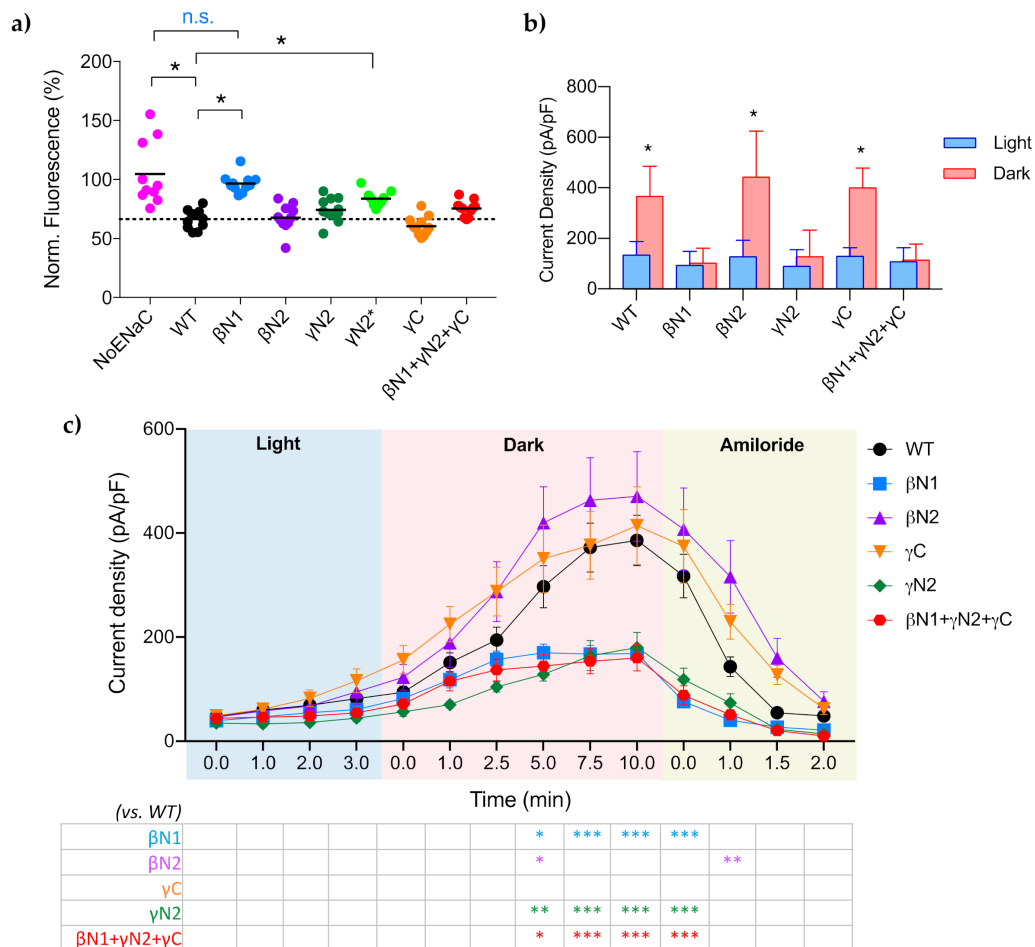 a)
n.s.
*
*
*
Norm. Fluorescence (%)
200
150
100
50
0
NoENaC
WT
βN1
βN2
γN2
γN2*
γC
βN1+γN2+γC
b)
Current Density (pA/pF)
800
600
400
200
0
*
*
*
Light
Dark
WT
βN1
βN2
γN2
γC
βN1+γN2+γC
c)
Current density (pA/pF)
600
400
200
0
Light
Dark
Amiloride
WT
βN1
βN2
γC
γN2
βN1+γN2+γC
0.0 1.0 2.0 3.0 0.0 1.0 2.5 5.0 7.5 10.0 0.0 1.0 1.5 2.0
Time (min)
(vs. WT)
βN1 * *** *** ***
βN2 * **
γC
γN2 ** *** *** ***
βN1+γN2+γC * *** *** ***